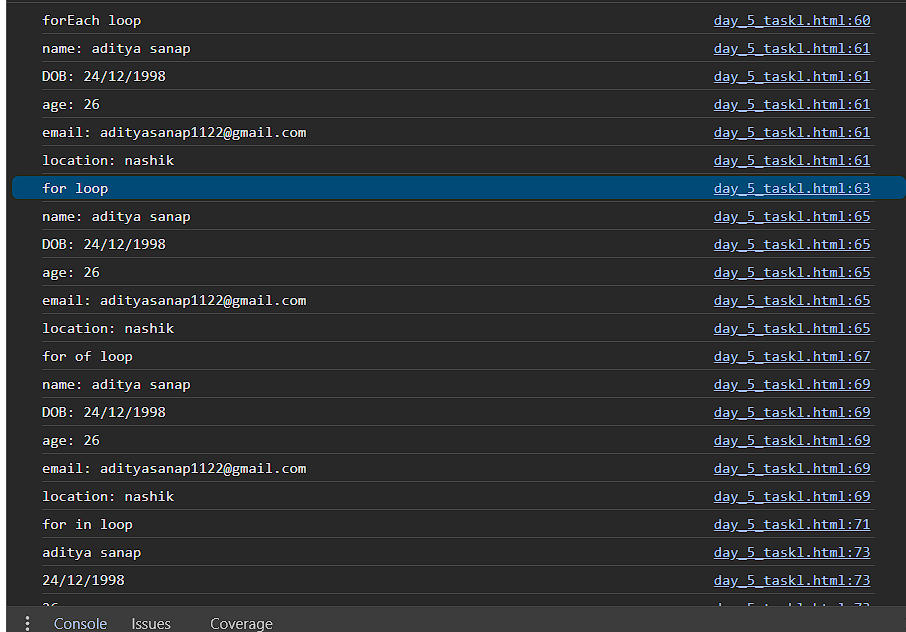 forEach loop day_5_taskl.html:60
name: aditya sanap day_5_taskl.html:61
DOB: 24/12/1998 day_5_taskl.html:61
age: 26 day_5_taskl.html:61
email: adityasanap1122@gmail.com day_5_taskl.html:61
location: nashik day_5_taskl.html:61
for loop day_5_taskl.html:63
name: aditya sanap day_5_taskl.html:65
DOB: 24/12/1998 day_5_taskl.html:65
age: 26 day_5_taskl.html:65
email: adityasanap1122@gmail.com day_5_taskl.html:65
location: nashik day_5_taskl.html:65
for of loop day_5_taskl.html:67
name: aditya sanap day_5_taskl.html:69
DOB: 24/12/1998 day_5_taskl.html:69
age: 26 day_5_taskl.html:69
email: adityasanap1122@gmail.com day_5_taskl.html:69
location: nashik day_5_taskl.html:69
for in loop day_5_taskl.html:71
aditya sanap day_5_taskl.html:73
24/12/1998 day_5_taskl.html:73
Console Issues Coverage